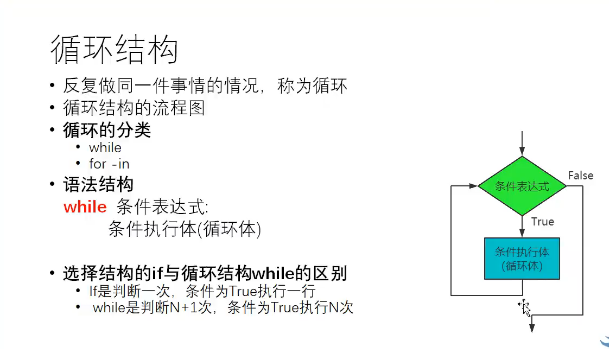 循环结构
• 反复做同一件事情的情况，称为循环
• 循环结构的流程图
• 循环的分类
• while
• for -in
• 语法结构
while 条件表达式:
条件执行体(循环体)
• 选择结构的if与循环结构while的区别
• If是判断一次，条件为True执行一行
• while是判断N+1次，条件为True执行N次
条件表达式
False
True
条件执行体
(循环体)